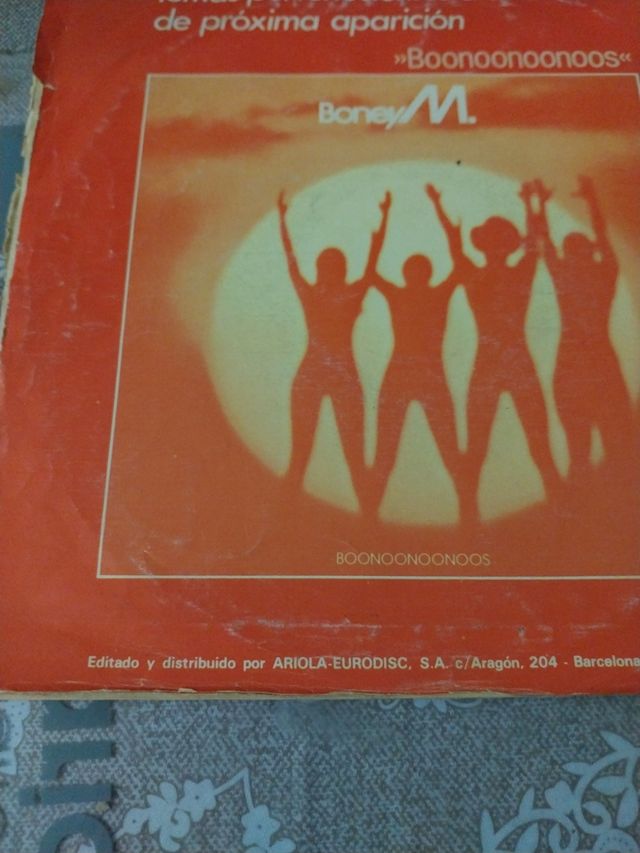 de próxima aparición
»Boonoonoonoos«
Boney M.
BOONOONOONOOS
Editado y distribuido por ARIOLA-EURODISC, S.A. c/Aragón, 204 - Barcelona